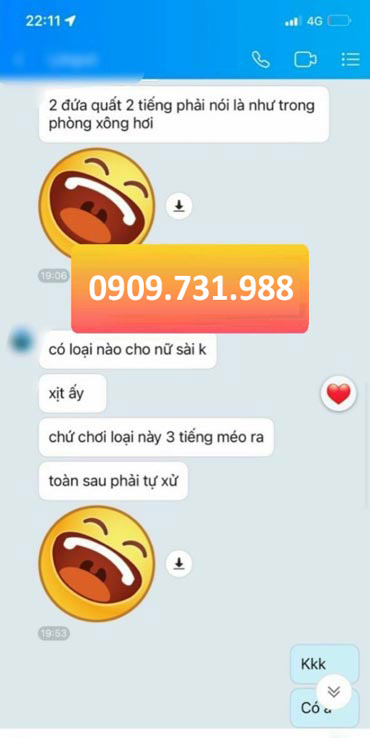 22:11
4G
2 đứa quất 2 tiếng phải nói là như trong
phòng xông hơi
19:06
0909.731.988
có loại nào cho nữ sài k
xịt ấy
chứ chơi loại này 3 tiếng méo ra
toàn sau phải tự xử
19:53
Kkk
Có